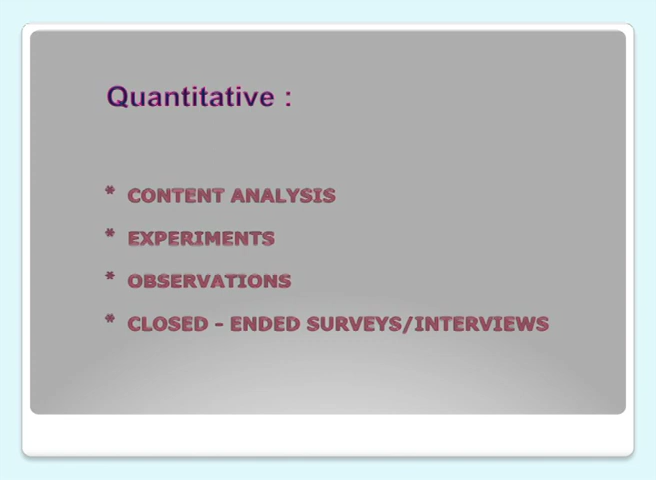 Quantitative :
* CONTENT ANALYSIS
* EXPERIMENTS
* OBSERVATIONS
* CLOSED - ENDED SURVEYS/INTERVIEWS